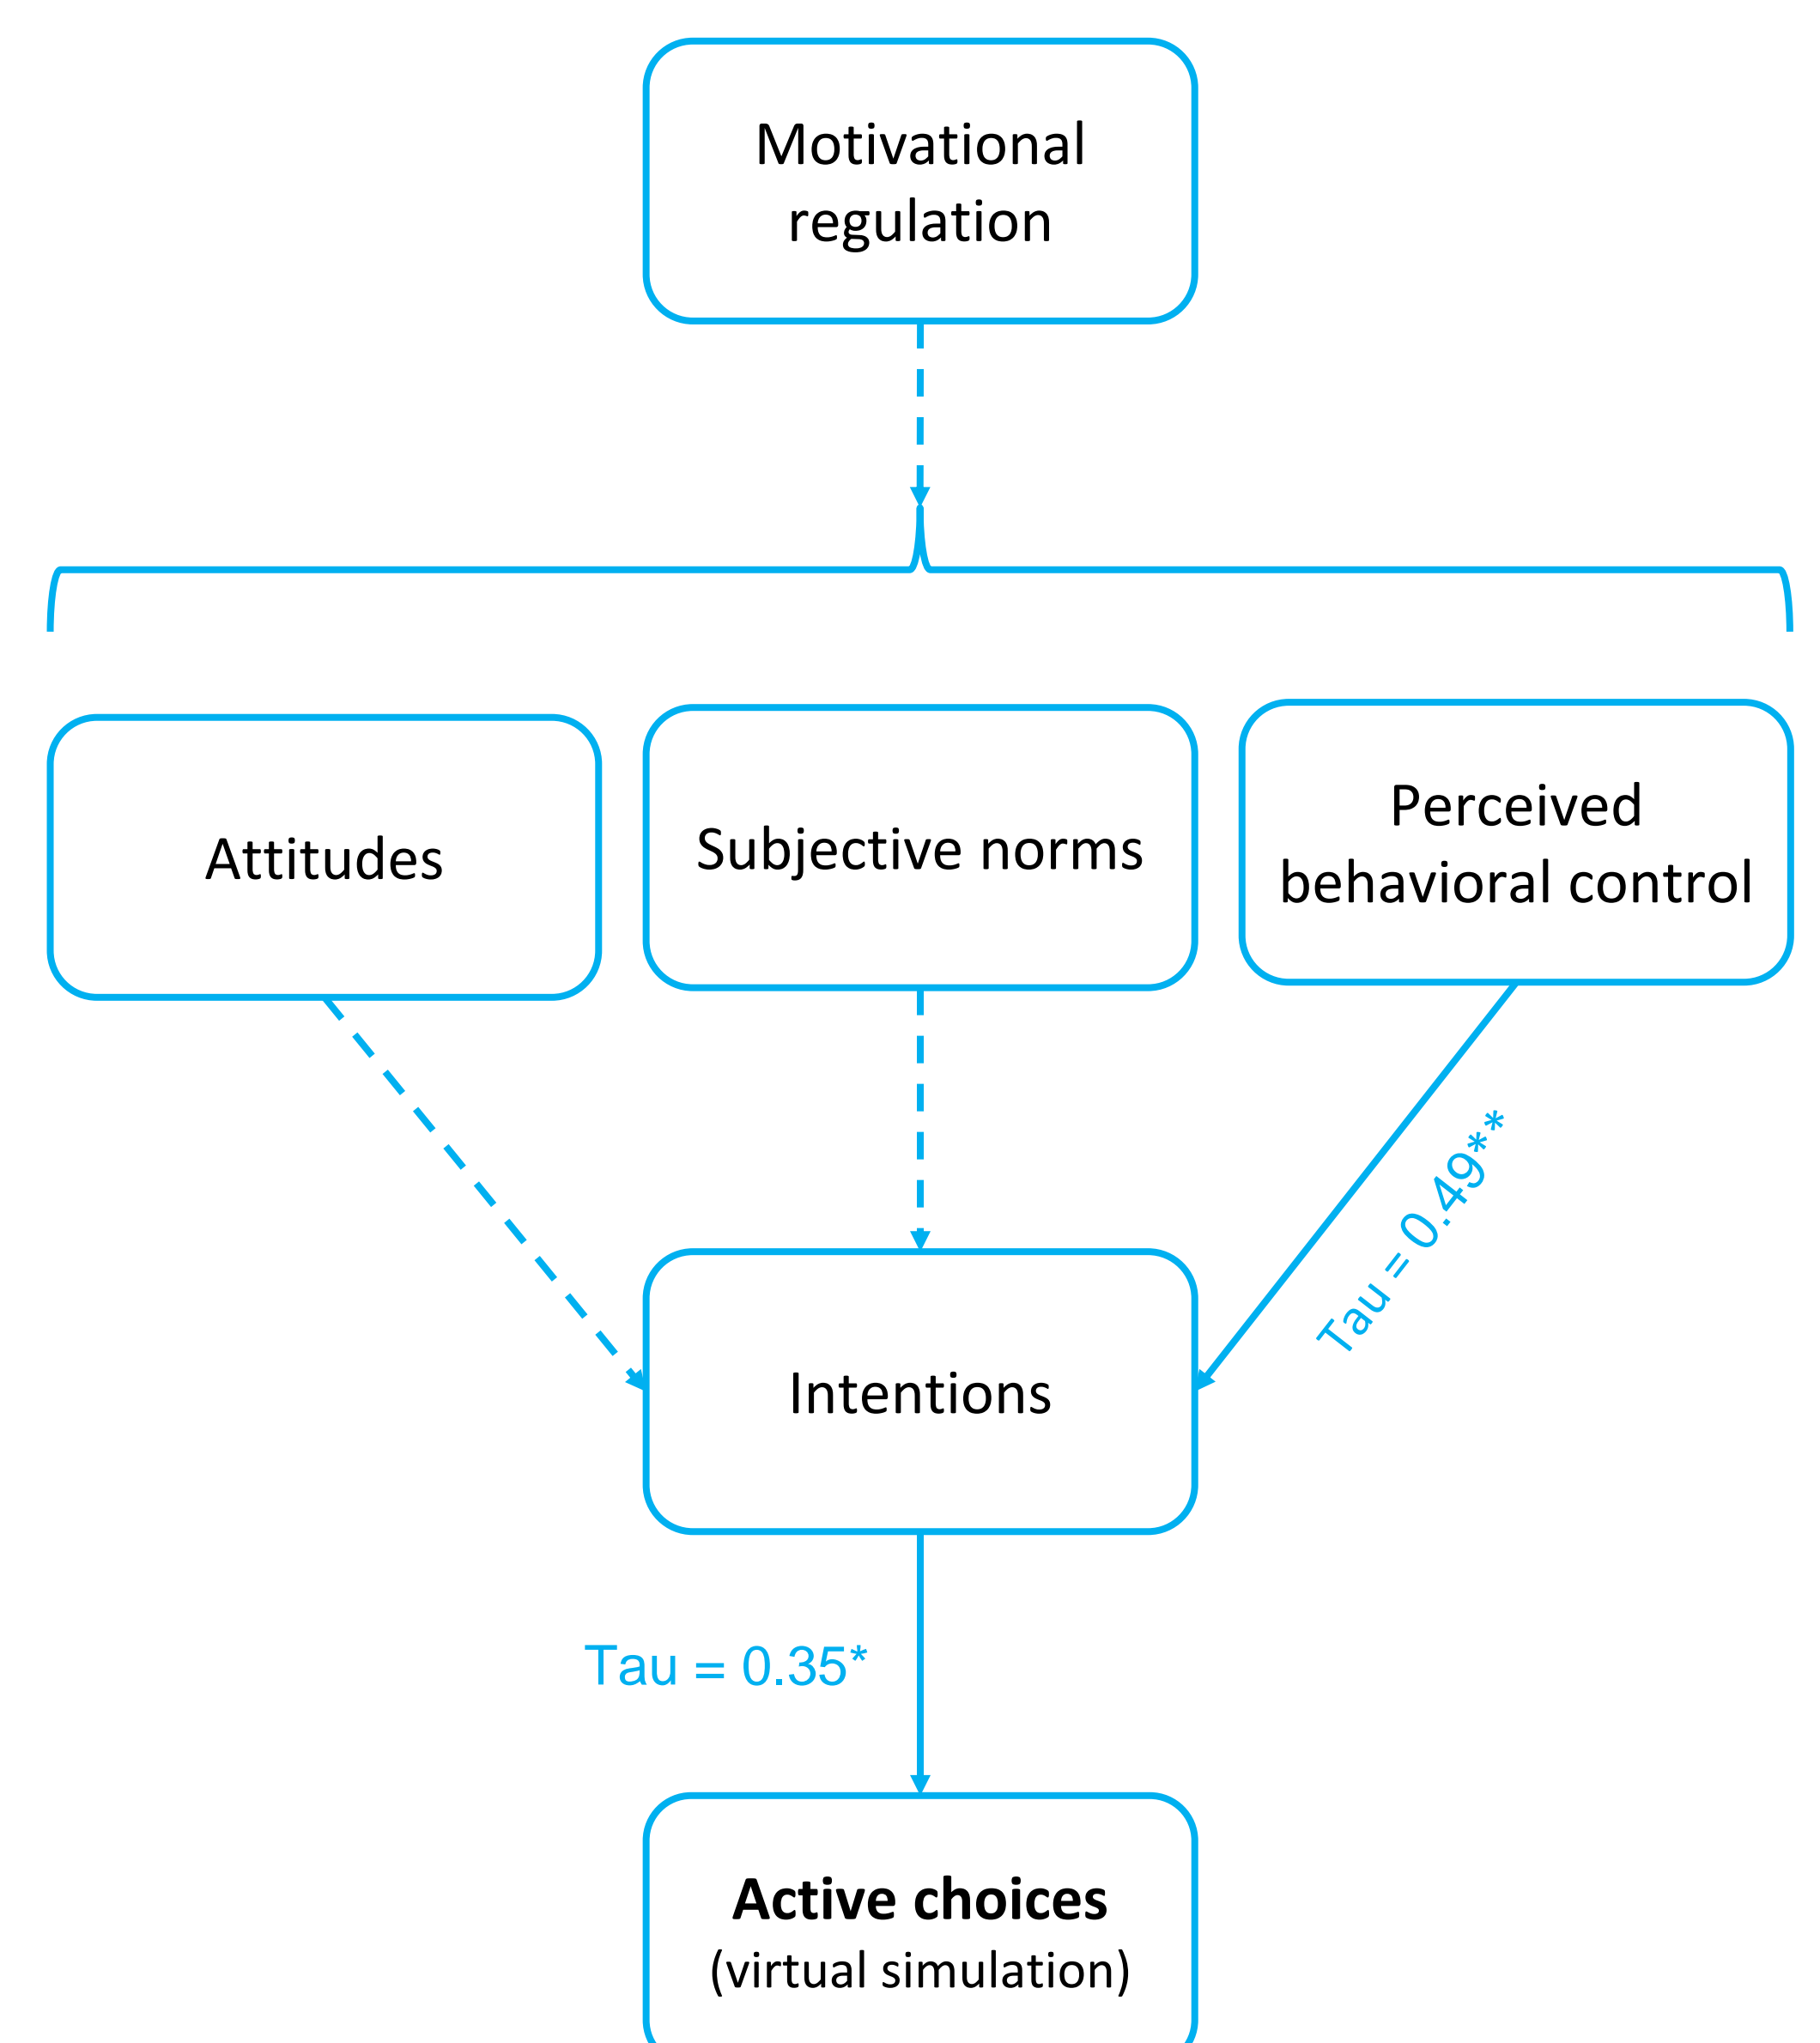 Motivational
regulation
Attitudes
Subjective norms
Perceived
behavioral control
Tau = 0.49**
Intentions
Tau = 0.35*
Active choices
(virtual simulation)